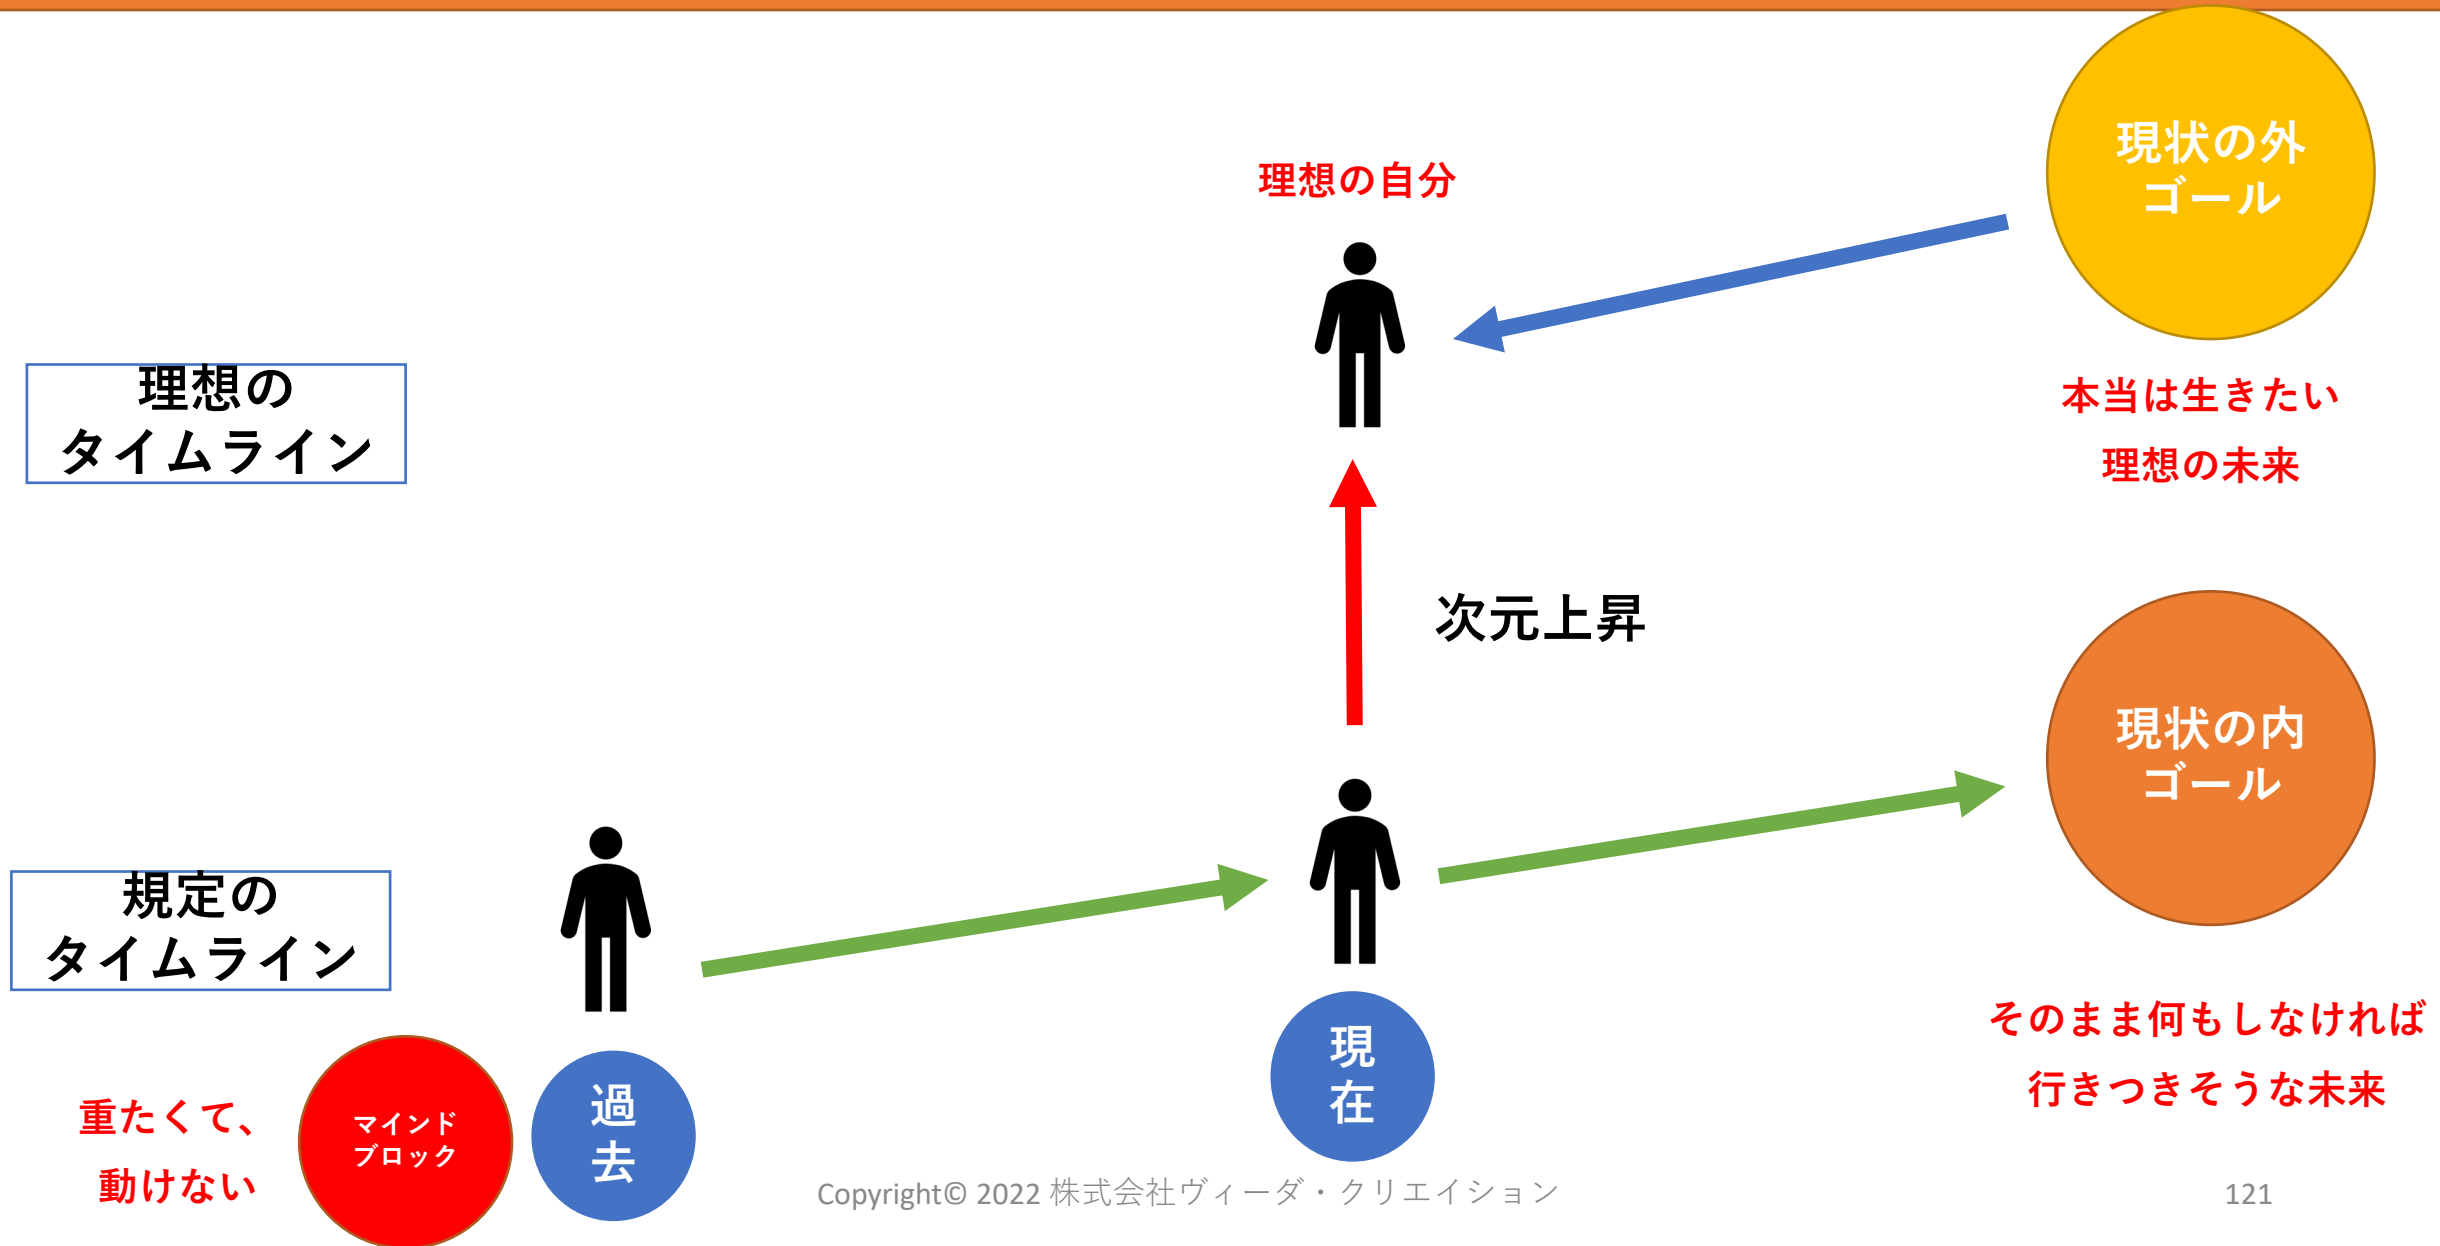 現状の外
ゴール
理想の自分
理想の
タイムライン
本当は生きたい
理想の未来
次元上昇
現状の内
ゴール
規定の
タイムライン
そのまま何もしなければ
行きつきそうな未来
現
在
過
去
マインド
ブロック
重たくて、
動けない
Copyright© 2022 株式会社ヴィーダ・クリエイション
121